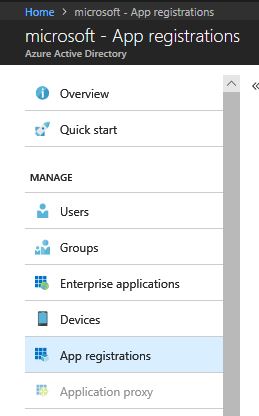 Home > microsoft - App registrations
microsoft - App registrations
Azure Active Directory
Overview
Quick start
MANAGE
Users
Groups
Enterprise applications
Devices
App registrations
Application proxy